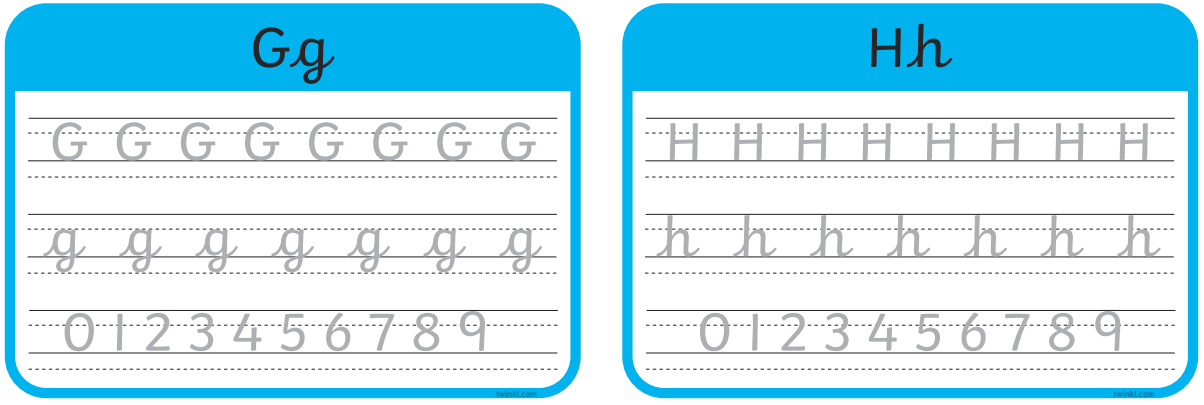 Gg
G G G G G G G G
g g g g g g g
0 1 2 3 4 5 6 7 8 9
twinkl.com
Hh
H H H H H H H H
h h h h h h h
0 1 2 3 4 5 6 7 8 9
twinkl.com